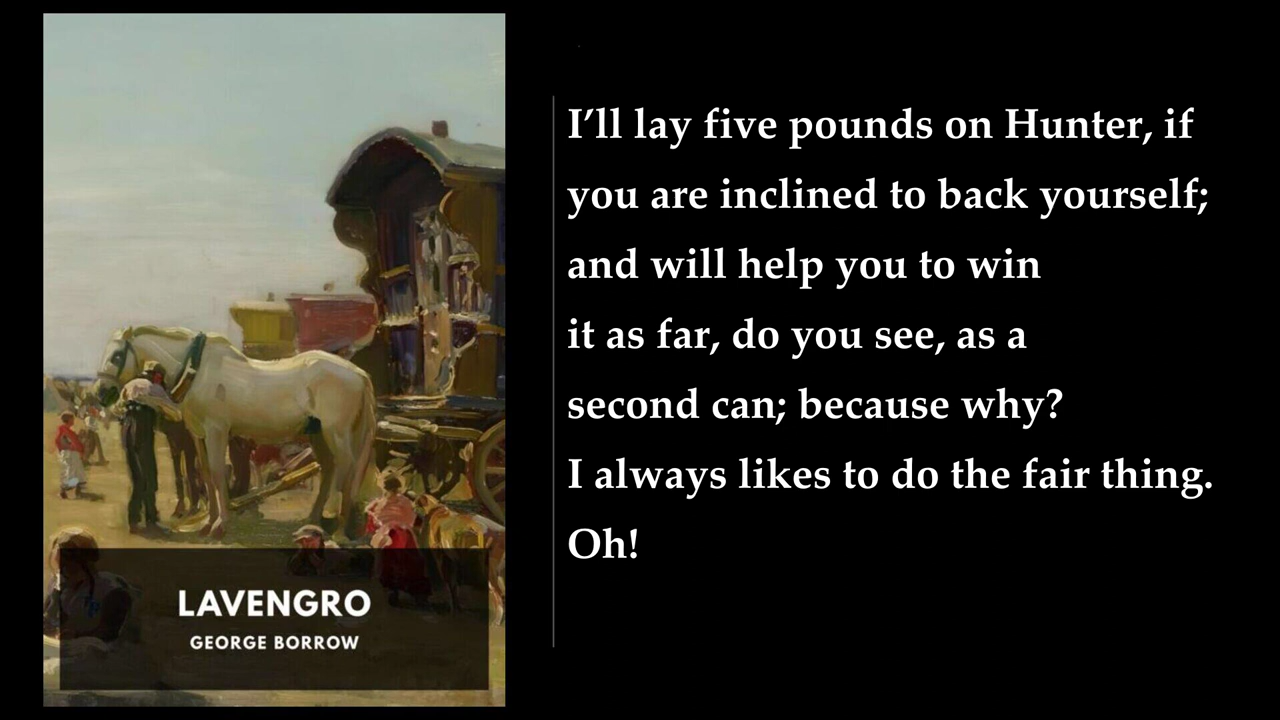 LAVENGRO
GEORGE BORROW
I’ll lay five pounds on Hunter, if
you are inclined to back yourself;
and will help you to win
it as far, do you see, as a
second can; because why?
I always likes to do the fair thing.
Oh!